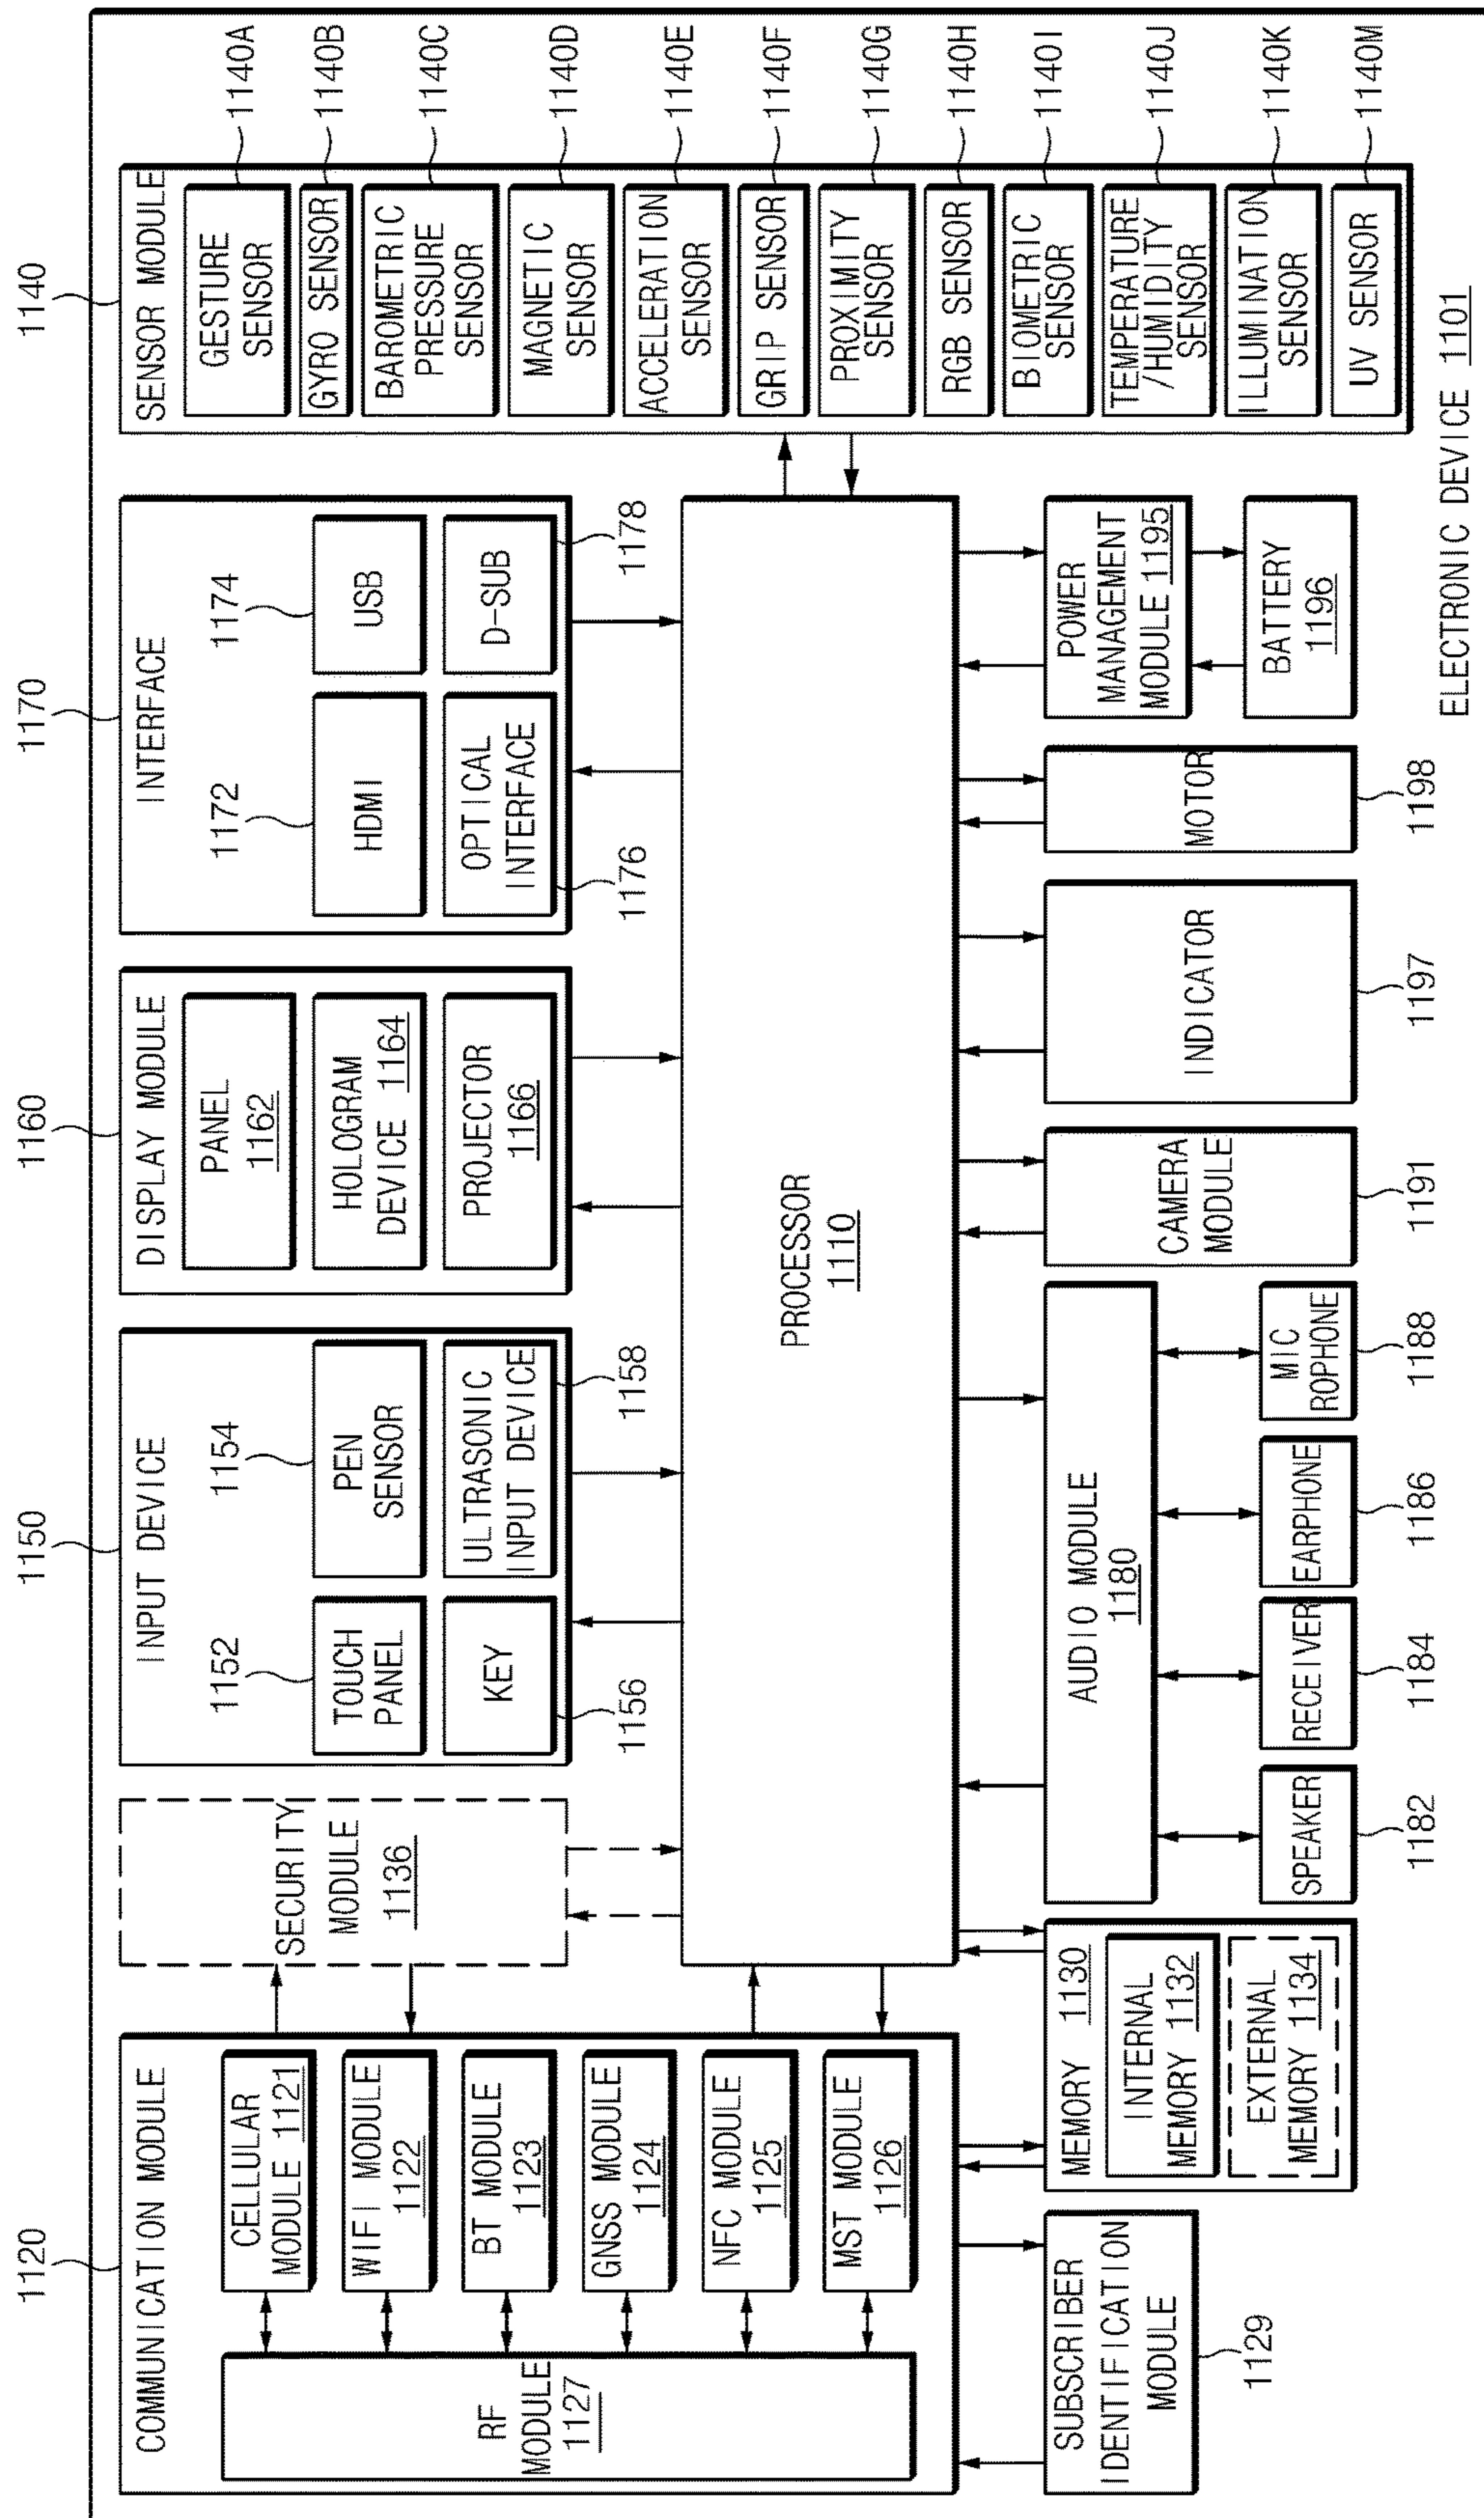 1120
COMMUNICATION MODULE
RF
MODULE
1127
CELLULAR
MODULE 1121
WIFI MODULE
1122
BT MODULE
1123
GNSS MODULE
1124
NFC MODULE
1125
MST MODULE
1126
SECURITY
MODULE
1136
1150
INPUT DEVICE
1152
TOUCH
PANEL
1154
PEN
SENSOR
KEY
1156
ULTRASONIC
INPUT DEVICE
1158
1160
DISPLAY MODULE
PANEL
1162
HOLOGRAM
DEVICE 1164
PROJECTOR
1166
1170
INTERFACE
1172
HDMI
1174
USB
OPTICAL
INTERFACE
1176
D-SUB
1178
1140
SENSOR MODULE
GESTURE
SENSOR
1140A
GYRO SENSOR
1140B
BAROMETRIC
PRESSURE
SENSOR
1140C
MAGNETIC
SENSOR
1140D
ACCELERATION
SENSOR
1140E
GRIP SENSOR
1140F
PROXIMITY
SENSOR
1140G
RGB SENSOR
1140H
BIOMETRIC
SENSOR
1140I
TEMPERATURE
/HUMIDITY
SENSOR
1140J
ILLUMINATION
SENSOR
1140K
UV SENSOR
1140M
PROCESSOR
1110
SUBSCRIBER
IDENTIFICATION
MODULE
1129
MEMORY 1130
INTERNAL
MEMORY 1132
EXTERNAL
MEMORY 1134
AUDIO MODULE
1180
SPEAKER
1182
RECEIVER
1184
EARPHONE
1186
MIC
ROPHONE
1188
CAMERA
MODULE
1191
INDICATOR
1197
MOTOR
1198
POWER
MANAGEMENT
MODULE 1195
BATTERY
1196
ELECTRONIC DEVICE 1101